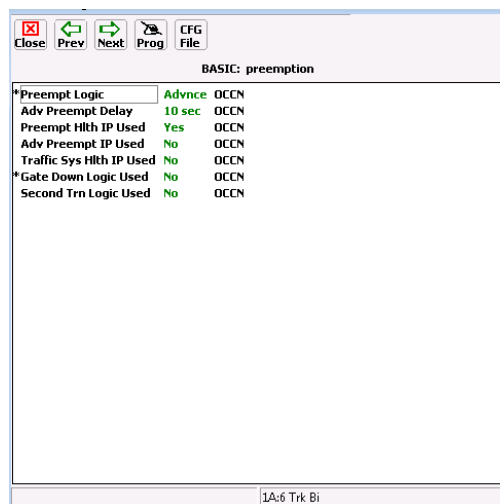 Close Prev Next Prog CFG File
BASIC: preemption
*Preempt Logic Advnce OCCN
Adv Preempt Delay 10 sec OCCN
Preempt Hlth IP Used Yes OCCN
Adv Preempt IP Used No OCCN
Traffic Sys Hlth IP Used No OCCN
*Gate Down Logic Used No OCCN
Second Trn Logic Used No OCCN
1A:6 Trk Bi